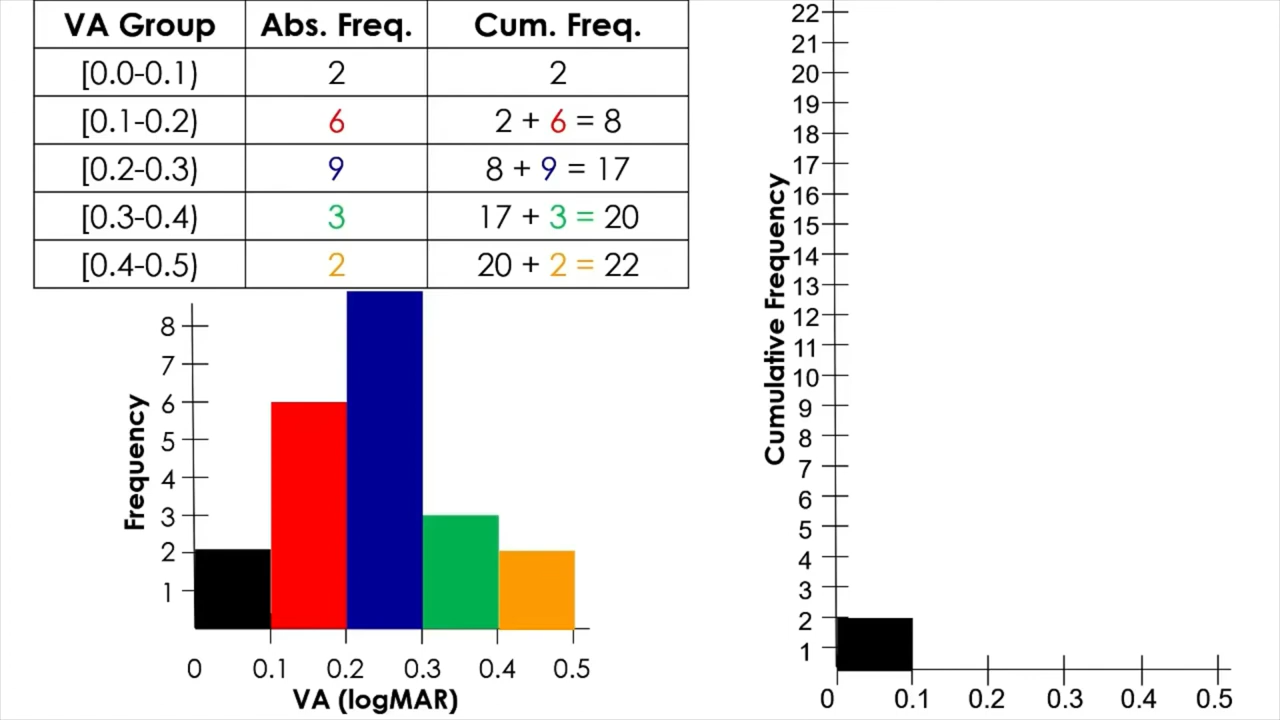 VA Group Abs. Freq. Cum. Freq.
[0.0-0.1) 2 2
[0.1-0.2) 6 2 + 6 = 8
[0.2-0.3) 9 8 + 9 = 17
[0.3-0.4) 3 17 + 3 = 20
[0.4-0.5) 2 20 + 2 = 22
Frequency
8
7
6
5
4
3
2
1
0 0.1 0.2 0.3 0.4 0.5
VA (logMAR)
Cumulative Frequency
22
21
20
19
18
17
16
15
14
13
12
11
10
9
8
7
6
5
4
3
2
1
0 0.1 0.2 0.3 0.4 0.5